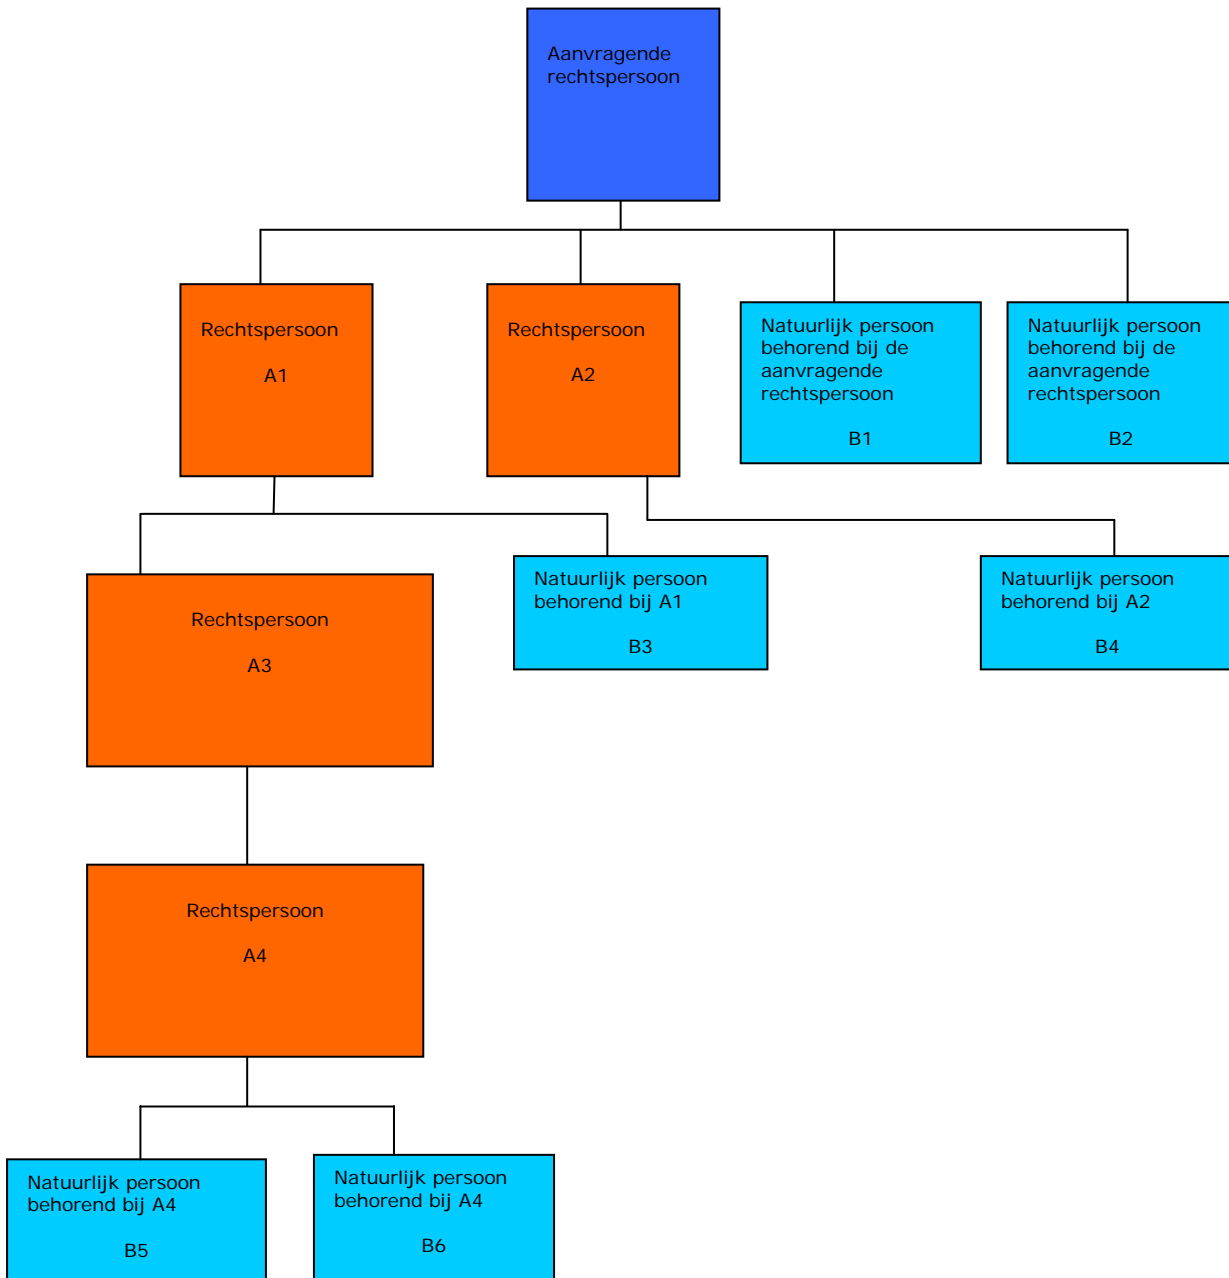 Aanvragende
rechtspersoon
Rechtspersoon
A1
Rechtspersoon
A2
Natuurlijk persoon
behorend bij de
aanvragende
rechtspersoon
B1
Natuurlijk persoon
behorend bij de
aanvragende
rechtspersoon
B2
Rechtspersoon
A3
Natuurlijk persoon
behorend bij A1
B3
Natuurlijk persoon
behorend bij A2
B4
Rechtspersoon
A4
Natuurlijk persoon
behorend bij A4
B5
Natuurlijk persoon
behorend bij A4
B6